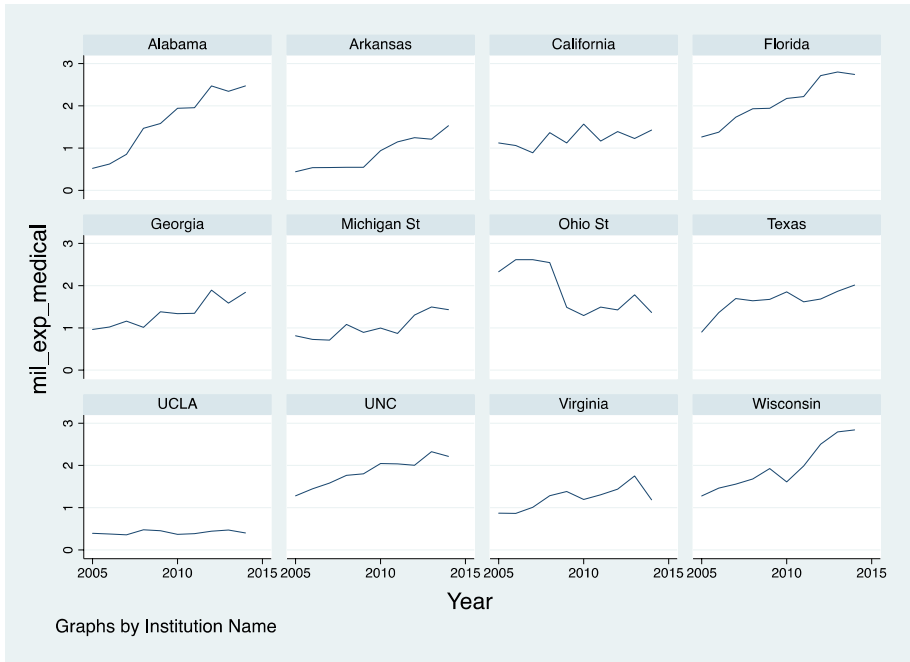 Alabama Arkansas California Florida
3
2
1
0
Georgia Michigan St Ohio St Texas
3
2
1
0
UCLA UNC Virginia Wisconsin
3
2
1
0
mil_exp_medical
2005 2010 2015 2005 2010 2015 2005 2010 2015 2005 2010 2015
Year
Graphs by Institution Name